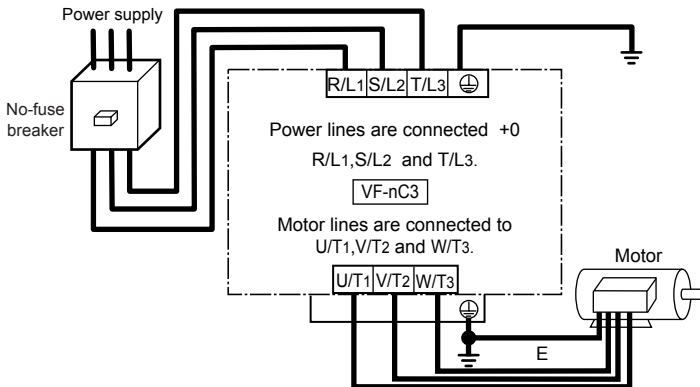 Power supply
No-fuse
breaker
R/L1 S/L2 T/L3
Power lines are connected +0
R/L1,S/L2 and T/L3.
VF-nC3
Motor lines are connected to
U/T1,V/T2 and W/T3.
U/T1 V/T2 W/T3
Motor
E